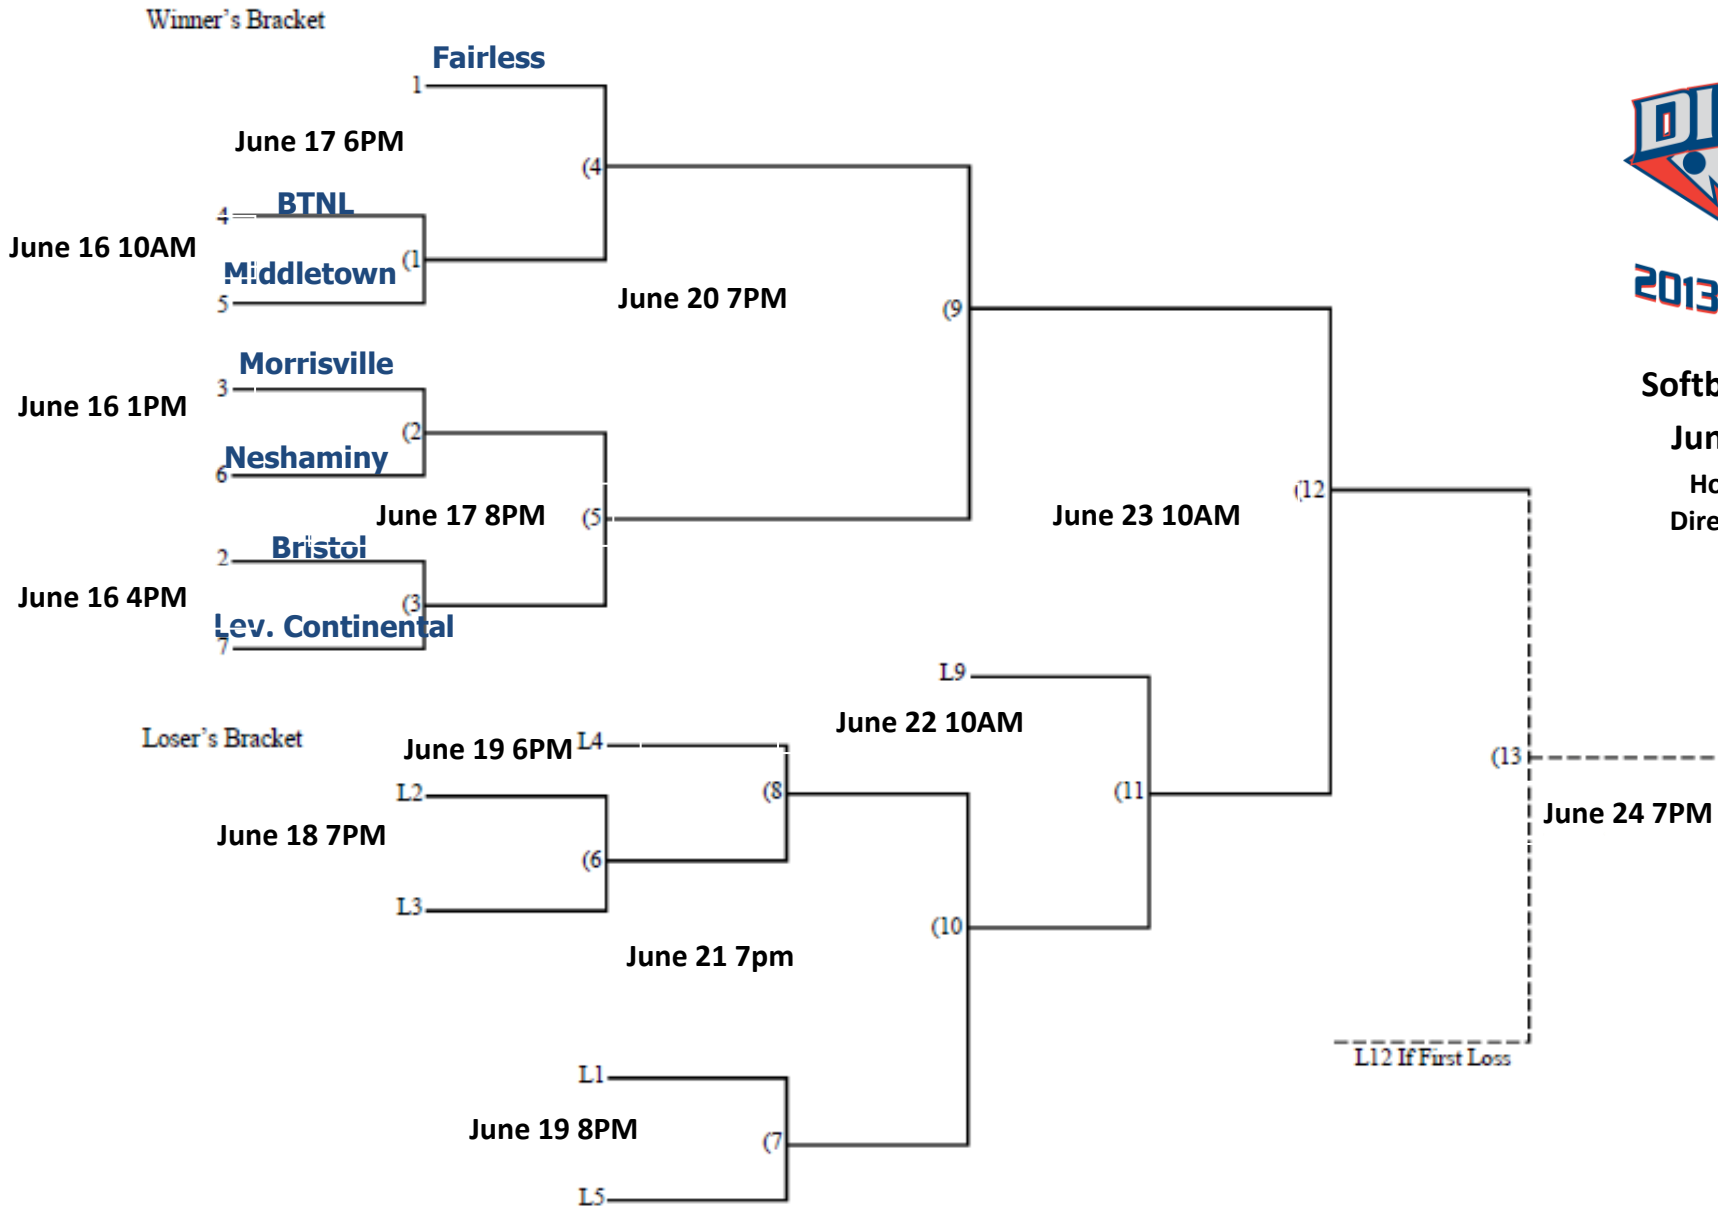 Winner's Bracket
Fairless
1
June 17 6PM
(4
BTNL
4
June 16 10AM
(1
Middletown
5
June 20 7PM
(9
Morrisville
3
June 16 1PM
(2
Neshaminy
6
June 17 8PM
(5
June 23 10AM
(12
Bristol
2
June 16 4PM
(3
Lev. Continental
7
L9
June 22 10AM
Loser's Bracket
June 19 6PM
L4
L2
(8
(11
(13
June 18 7PM
June 24 7PM
(6
L3
(10
June 21 7pm
L12 If First Loss
L1
June 19 8PM
(7
L5
2013